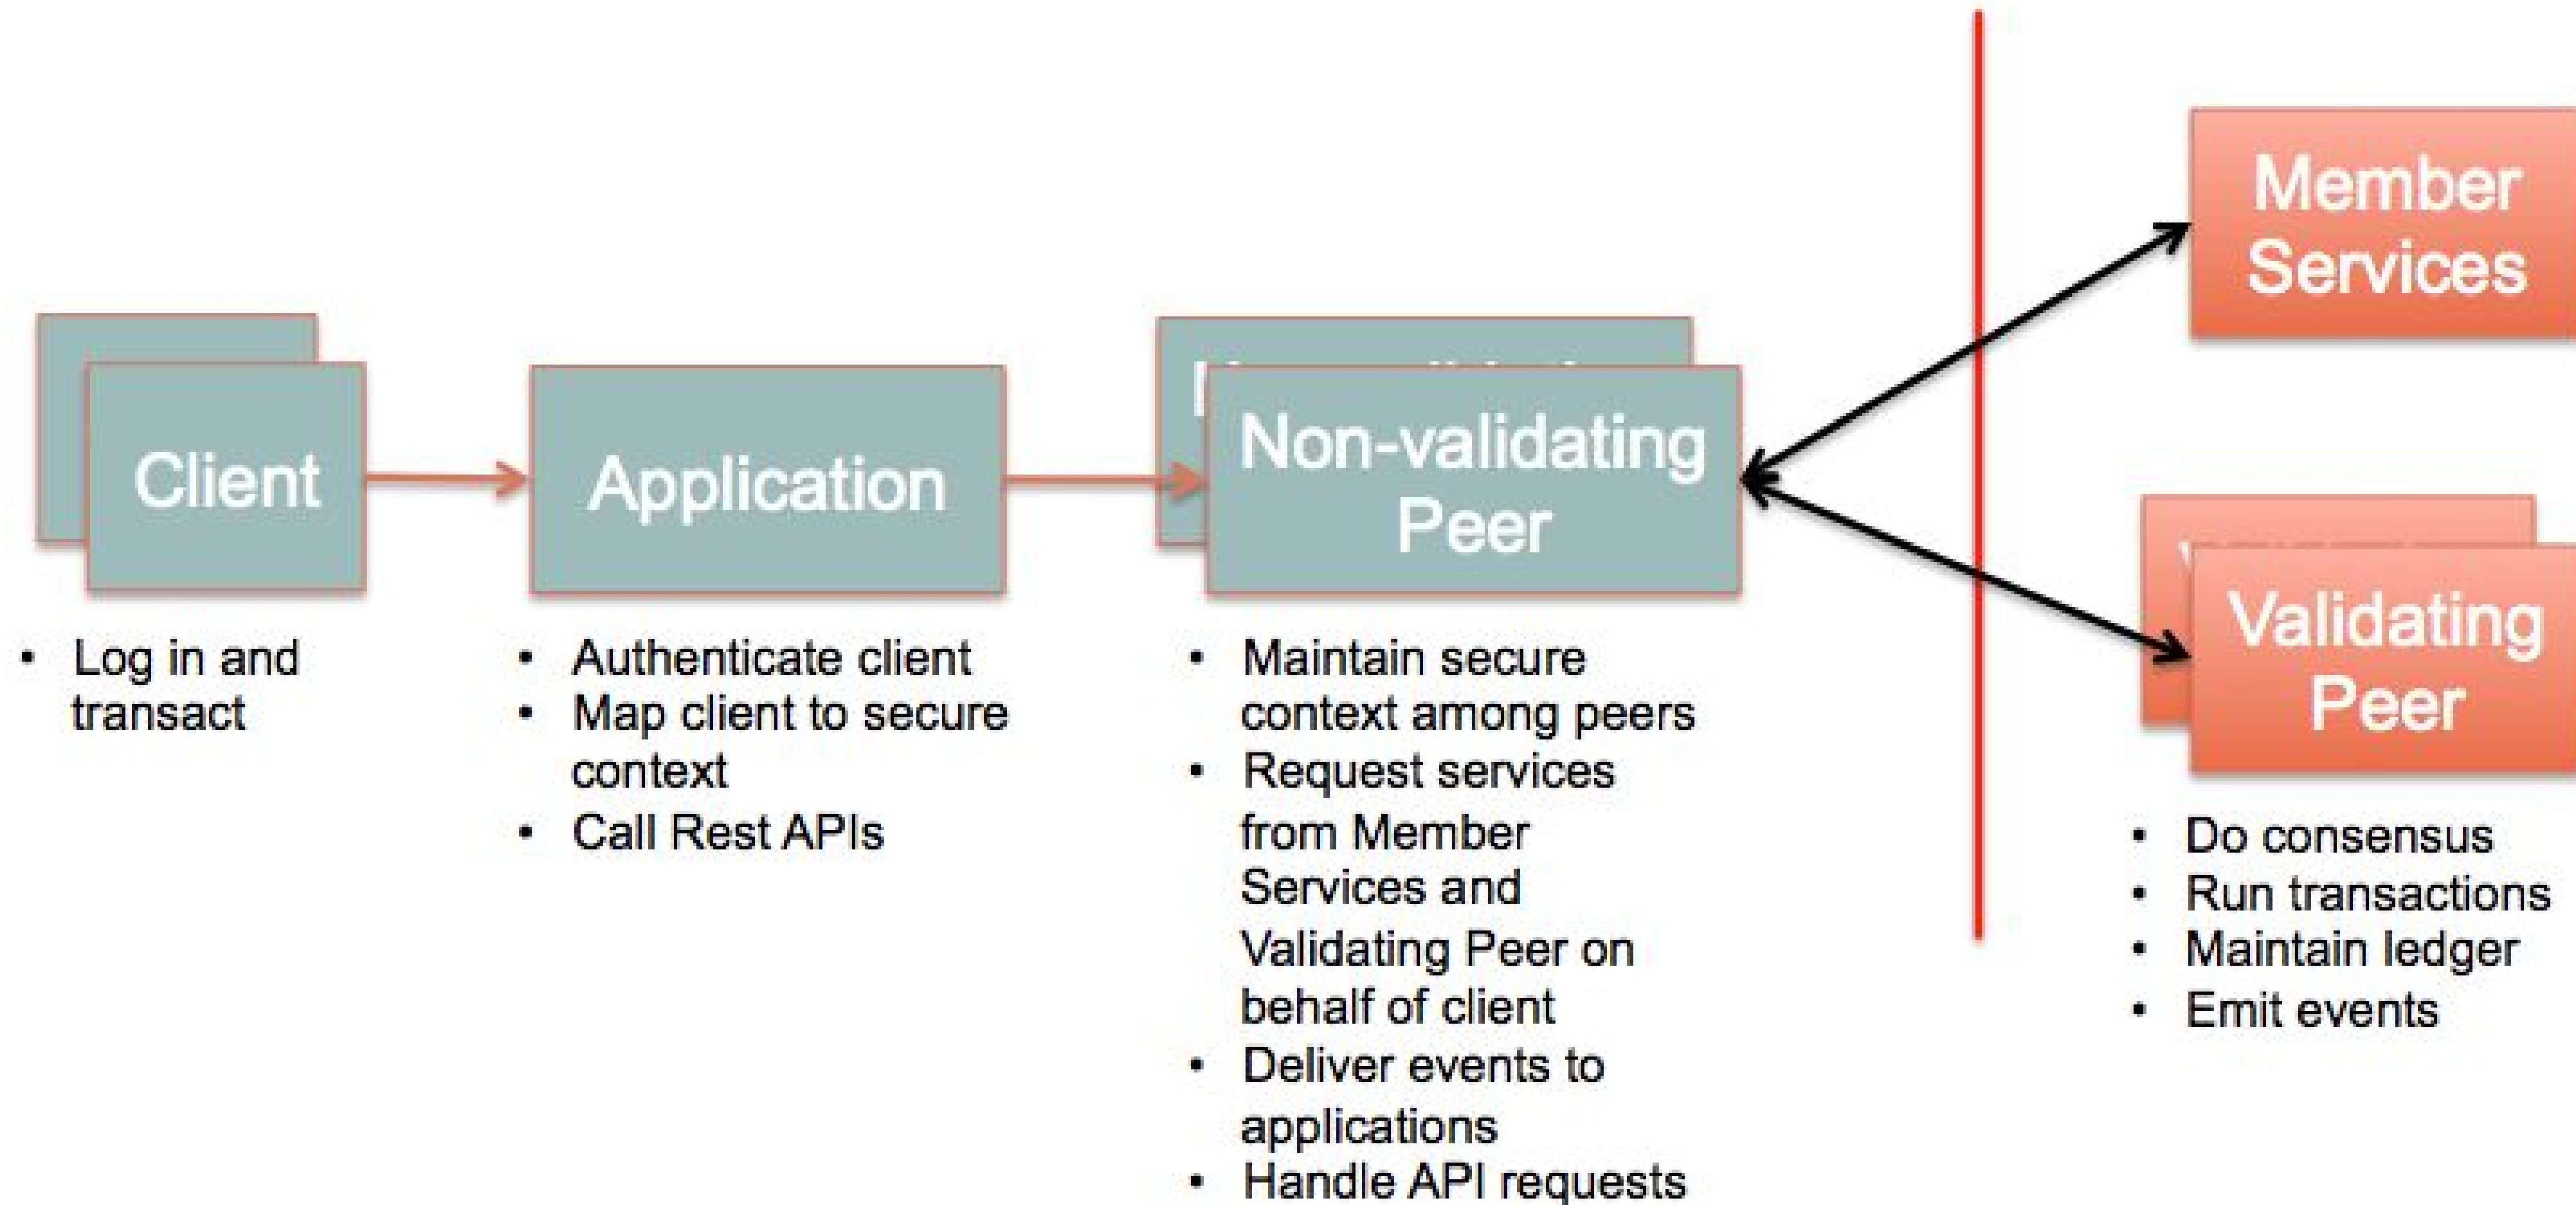 Member
Services
Client
Application
Non-validating
Peer
Validating
Peer
• Log in and
transact
• Authenticate client
• Map client to secure
context
• Call Rest APIs
• Maintain secure
context among peers
• Request services
from Member
Services and
Validating Peer on
behalf of client
• Deliver events to
applications
• Handle API requests
• Do consensus
• Run transactions
• Maintain ledger
• Emit events